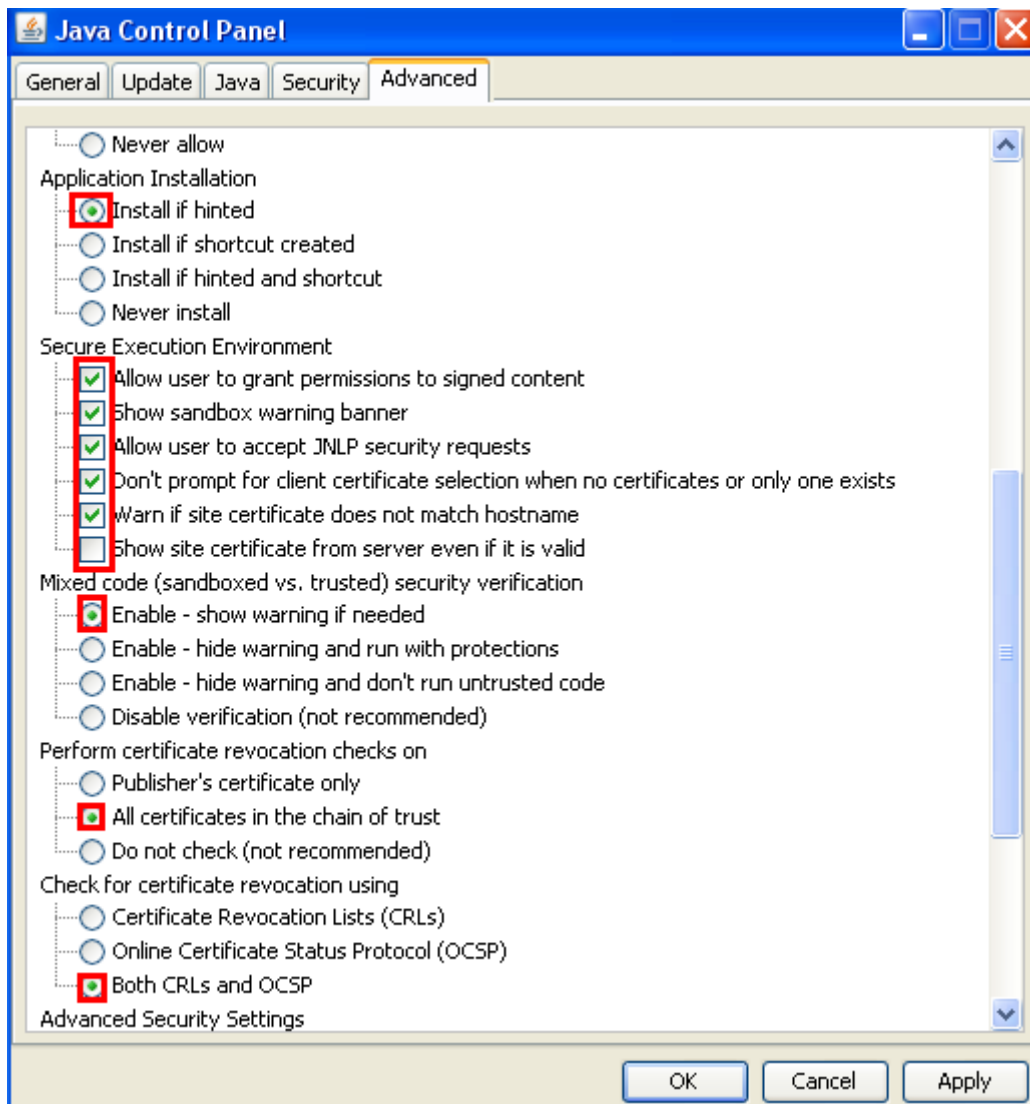 Java Control Panel
General Update Java Security Advanced
Never allow
Application Installation
Install if hinted
Install if shortcut created
Install if hinted and shortcut
Never install
Secure Execution Environment
Allow user to grant permissions to signed content
Show sandbox warning banner
Allow user to accept JNLP security requests
Don't prompt for client certificate selection when no certificates or only one exists
Warn if site certificate does not match hostname
Show site certificate from server even if it is valid
Mixed code (sandboxed vs. trusted) security verification
Enable - show warning if needed
Enable - hide warning and run with protections
Enable - hide warning and don't run untrusted code
Disable verification (not recommended)
Perform certificate revocation checks on
Publisher's certificate only
All certificates in the chain of trust
Do not check (not recommended)
Check for certificate revocation using
Certificate Revocation Lists (CRLs)
Online Certificate Status Protocol (OCSP)
Both CRLs and OCSP
Advanced Security Settings
OK Cancel Apply